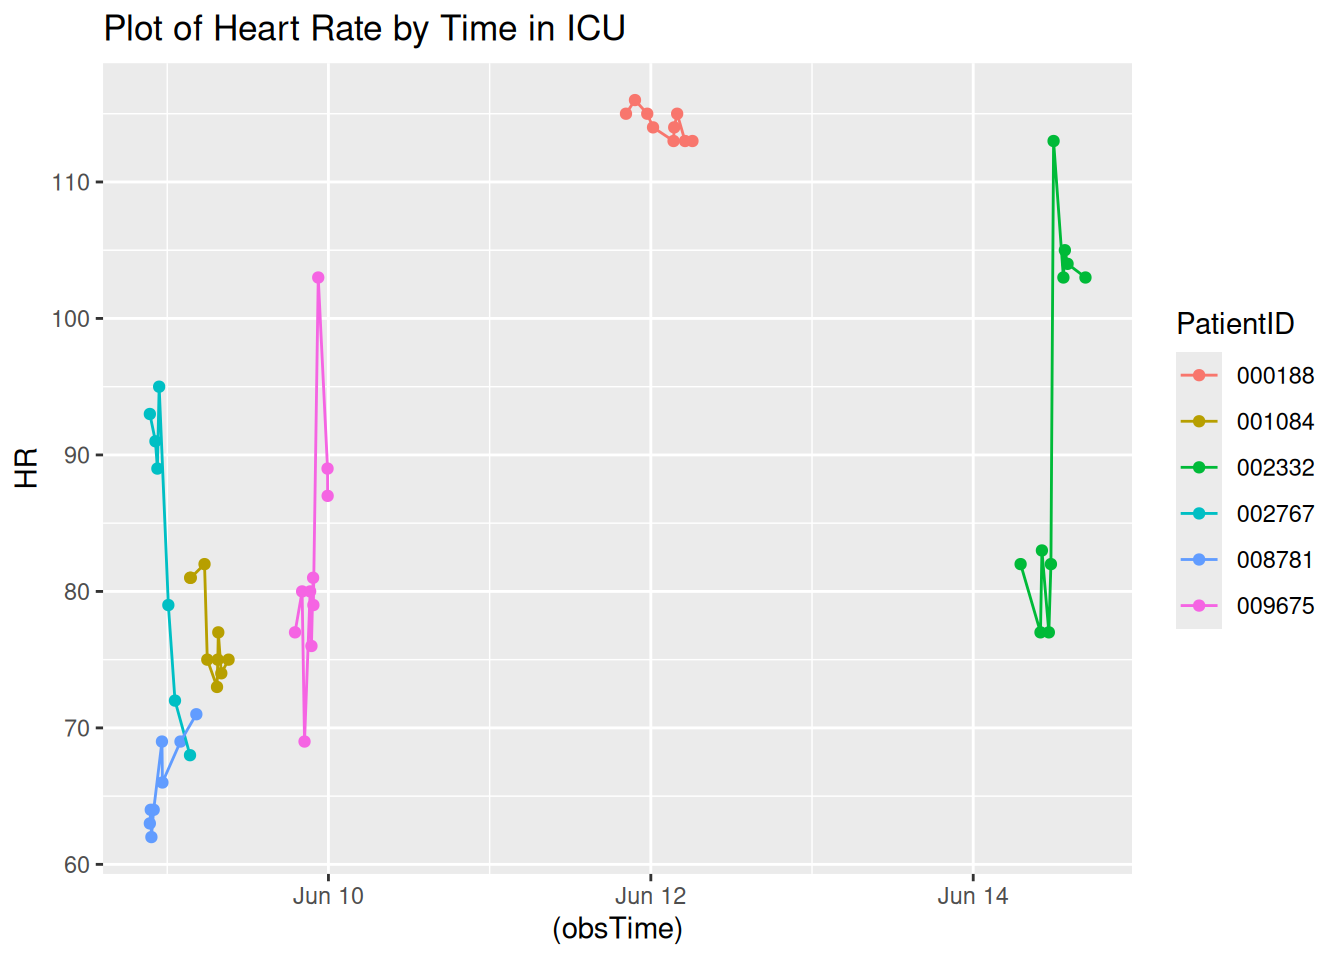 Plot of Heart Rate by Time in ICU
110
100
90
80
70
60
HR
Jun 10
Jun 12
Jun 14
(obsTime)
PatientID
000188
001084
002332
002767
008781
009675